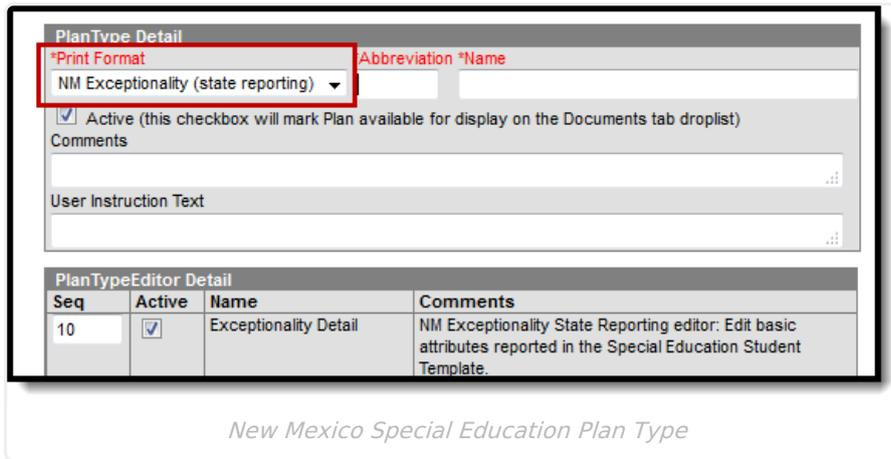 PlanType Detail
*Print Format *Abbreviation *Name
NM Exceptionality (state reporting)
Active (this checkbox will mark Plan available for display on the Documents tab droplist)
Comments
User Instruction Text
PlanTypeEditor Detail
Seq Active Name Comments
10 Exceptionality Detail NM Exceptionality State Reporting editor: Edit basic
attributes reported in the Special Education Student
Template.
New Mexico Special Education Plan Type